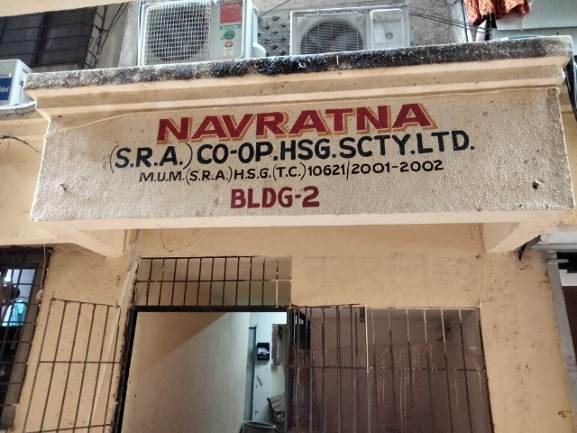 NAVRATNA
(S.R.A.) CO-OP.HSG.SCTY.LTD.
M.U.M.(S.R.A.)H.S.G.(T.C.)10621/2001-2002
BLDG-2